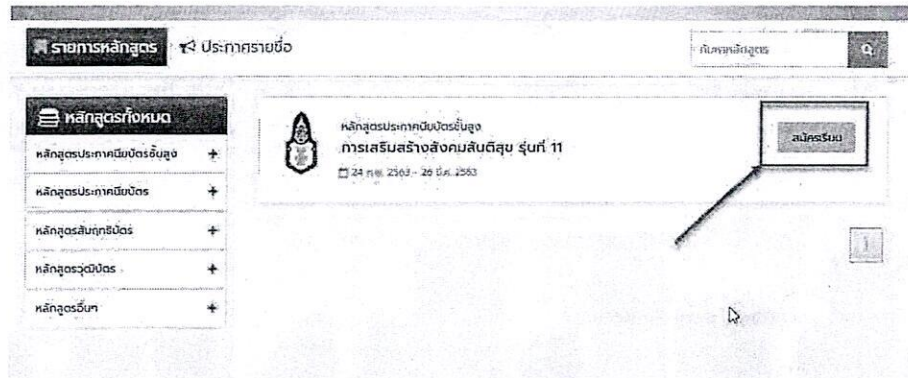 รายการหลักสูตร
ประกาศรายชื่อ
ค้นหาหลักสูตร
หลักสูตรทั้งหมด
หลักสูตรประกาศนียบัตรชั้นสูง +
หลักสูตรประกาศนียบัตร +
หลักสูตรสัมฤทธิบัตร +
หลักสูตรวุฒิบัตร +
หลักสูตรอื่นๆ +
หลักสูตรประกาศนียบัตรชั้นสูง
การเสริมสร้างสังคมสันติสุข รุ่นที่ 11
24 ก.พ. 2563 - 26 มี.ค. 2563
สมัครเรียน
1